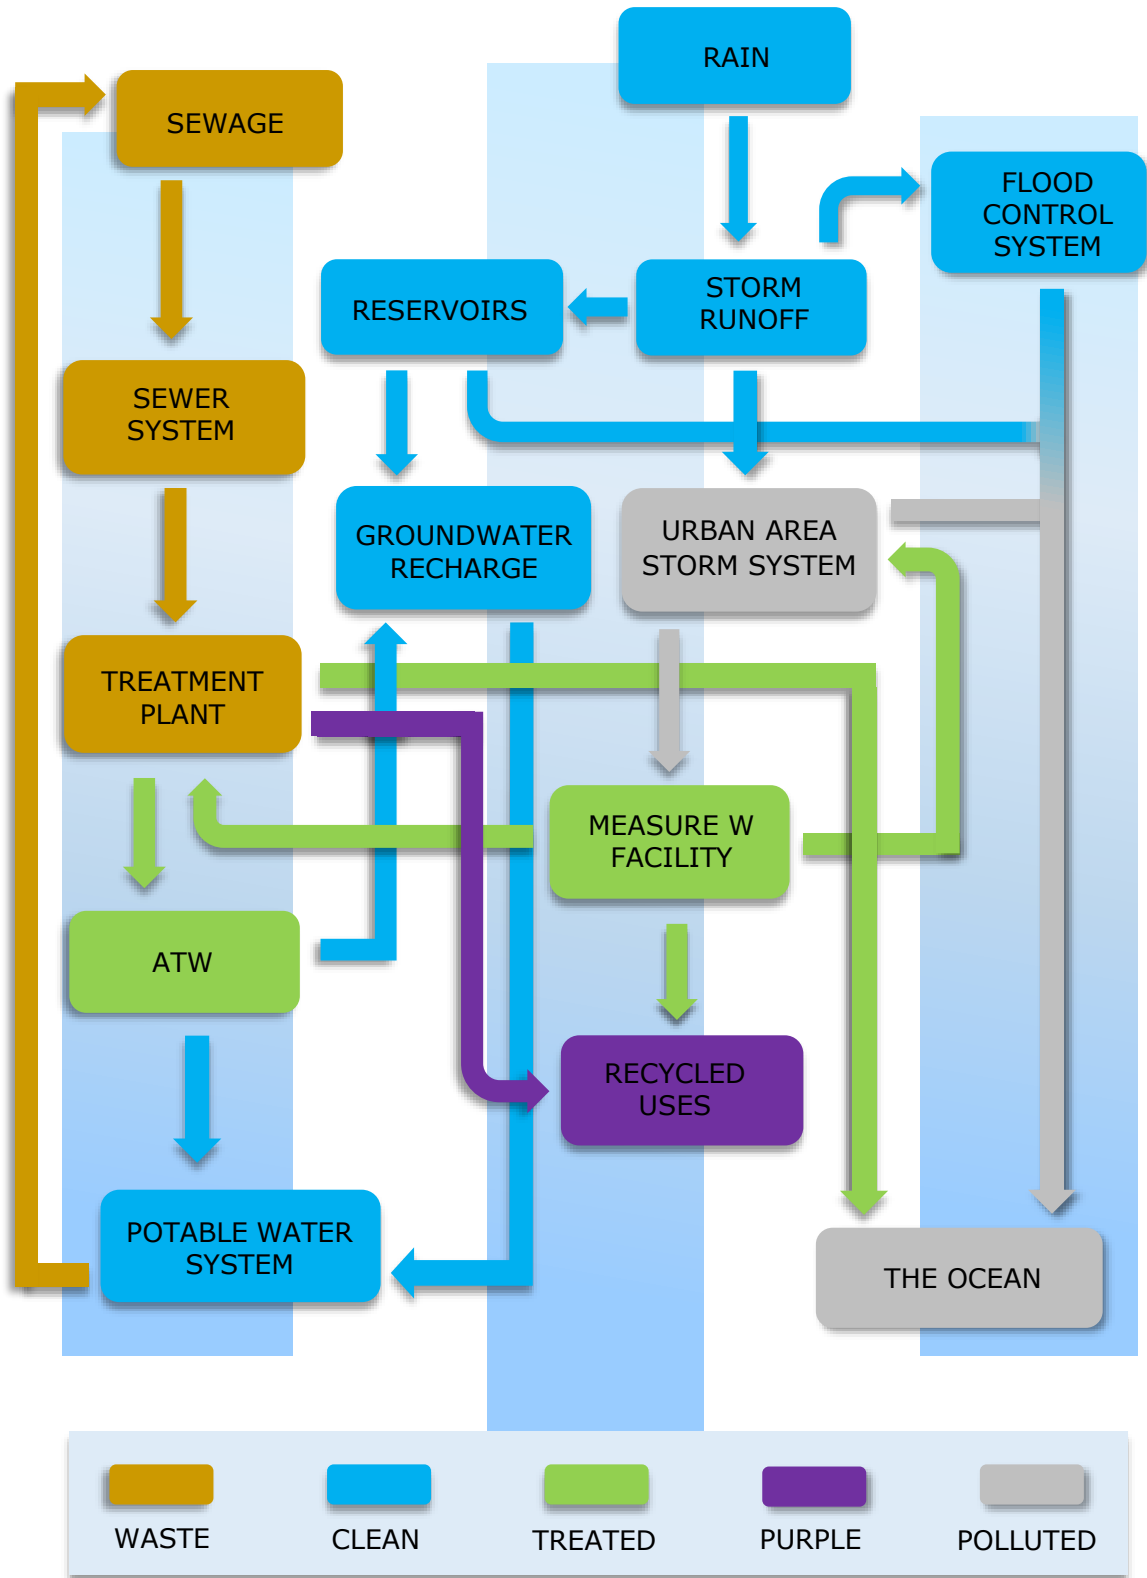 RAIN
SEWAGE
FLOOD
CONTROL
SYSTEM
RESERVOIRS
STORM
RUNOFF
SEWER
SYSTEM
GROUNDWATER
RECHARGE
URBAN AREA
STORM SYSTEM
TREATMENT
PLANT
MEASURE W
FACILITY
ATW
RECYCLED
USES
POTABLE WATER
SYSTEM
THE OCEAN
WASTE
CLEAN
TREATED
PURPLE
POLLUTED